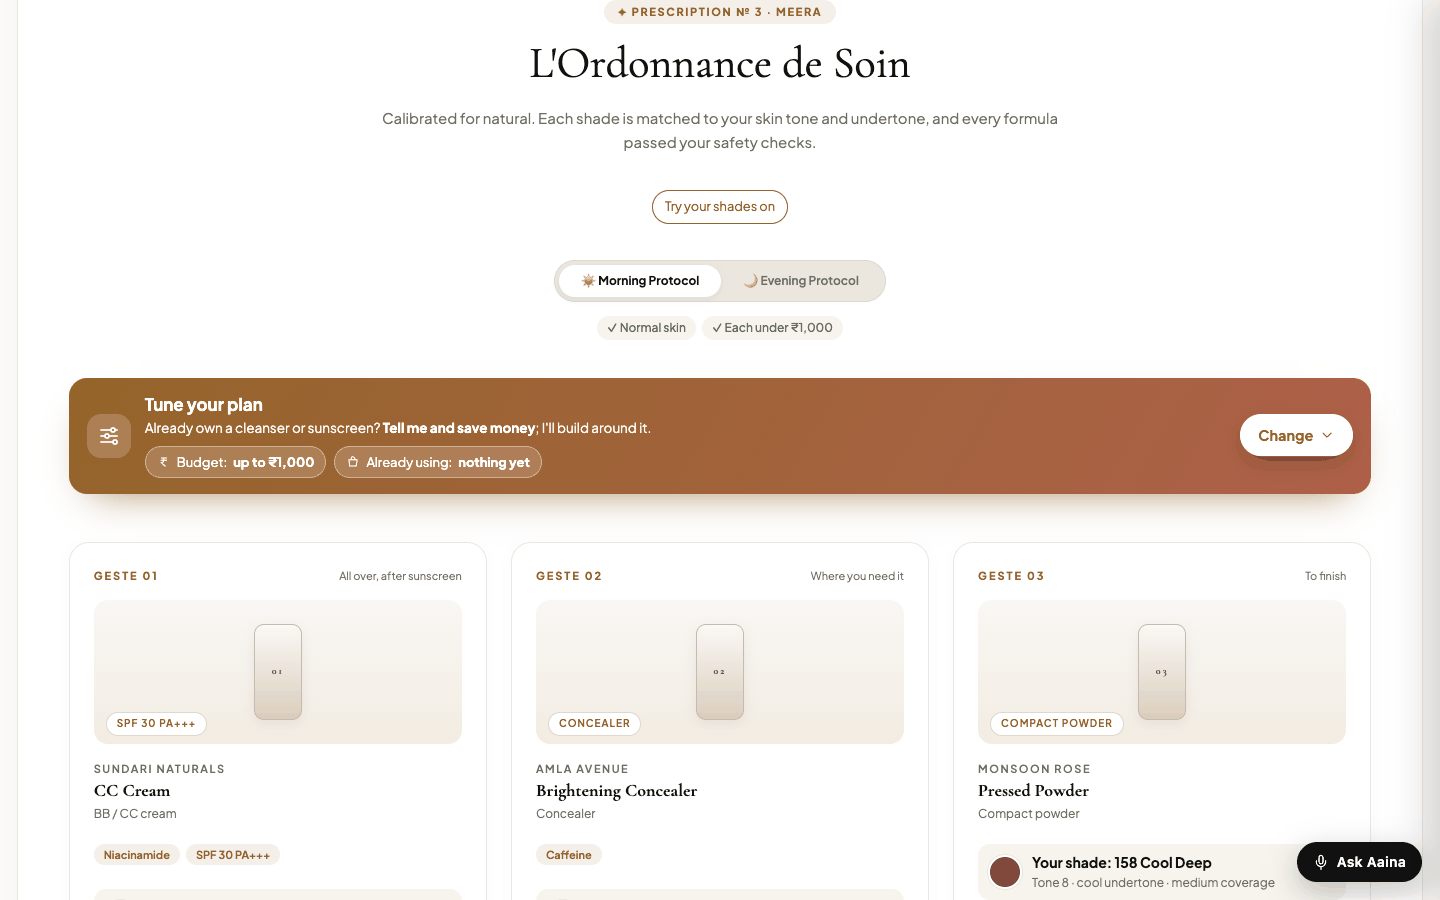 ✦ PRESCRIPTION № 3 · MEERA
L'Ordonnance de Soin
Calibrated for natural. Each shade is matched to your skin tone and undertone, and every formula
passed your safety checks.
Try your shades on
Morning Protocol
Evening Protocol
✓ Normal skin
✓ Each under ₹1,000
Tune your plan
Already own a cleanser or sunscreen? Tell me and save money; I'll build around it.
₹ Budget: up to ₹1,000
Already using: nothing yet
Change
GESTE 01
All over, after sunscreen
01
SPF 30 PA+++
SUNDARI NATURALS
CC Cream
BB / CC cream
Niacinamide
SPF 30 PA+++
GESTE 02
Where you need it
02
CONCEALER
AMLA AVENUE
Brightening Concealer
Concealer
Caffeine
GESTE 03
To finish
03
COMPACT POWDER
MONSOON ROSE
Pressed Powder
Compact powder
Your shade: 158 Cool Deep
Tone 8 · cool undertone · medium coverage
Ask Aaina